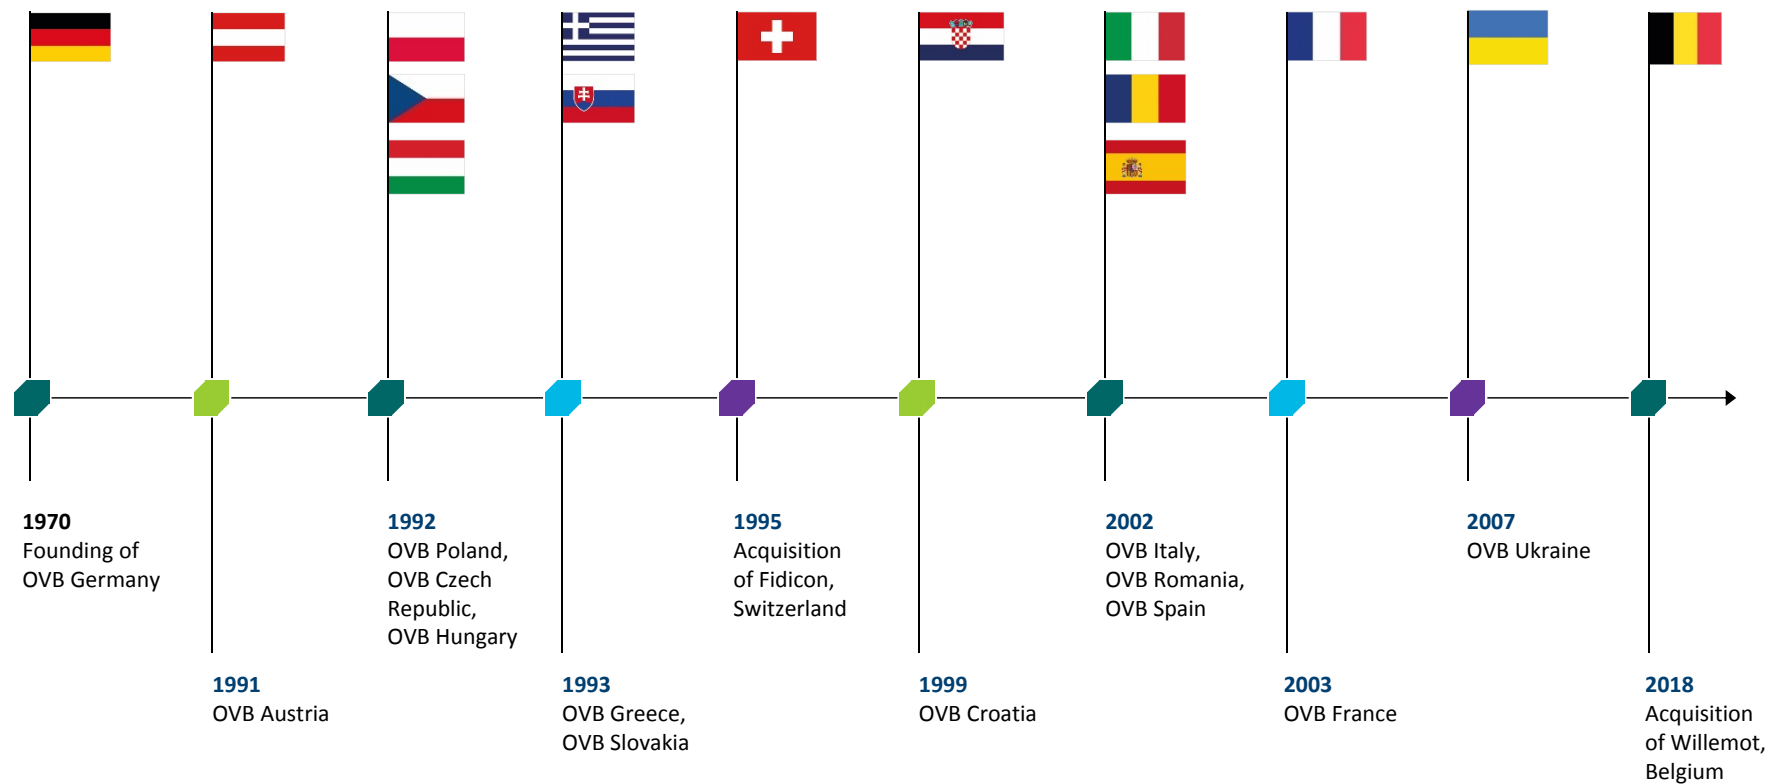 1970
Founding of
OVB Germany
1991
OVB Austria
1992
OVB Poland,
OVB Czech
Republic,
OVB Hungary
1993
OVB Greece,
OVB Slovakia
1995
Acquisition
of Fidicon,
Switzerland
1999
OVB Croatia
2002
OVB Italy,
OVB Romania,
OVB Spain
2003
OVB France
2007
OVB Ukraine
2018
Acquisition
of Willemot,
Belgium